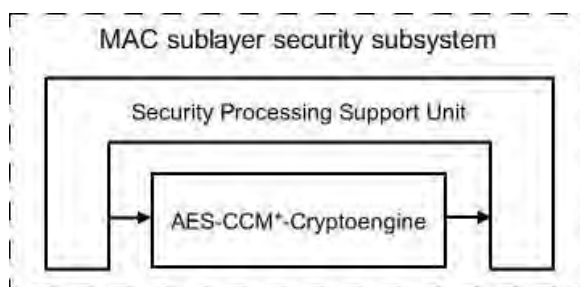 MAC sublayer security subsystem
Security Processing Support Unit
AES-CCM*-Cryptoengine